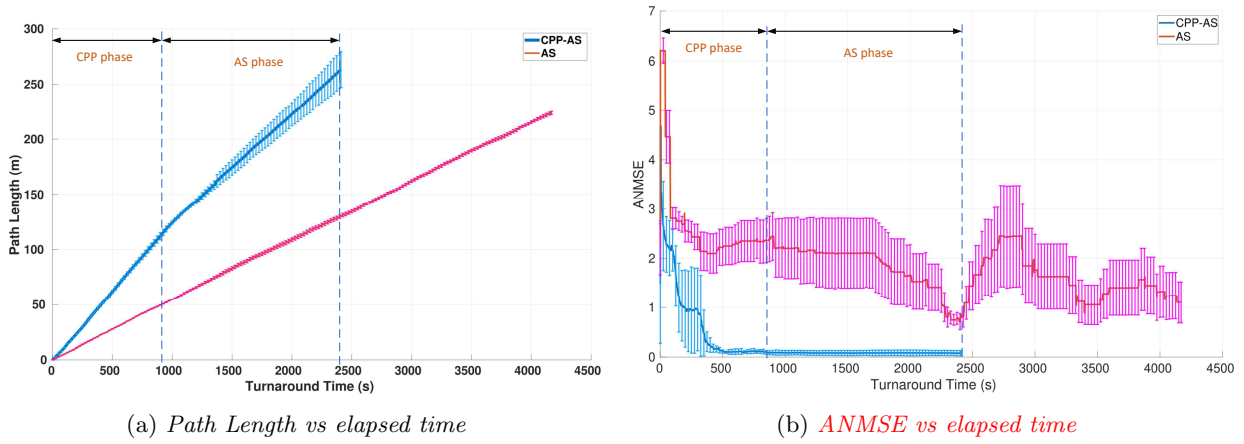 300
250
200
150
100
50
0
Path Length (m)
CPP phase
AS phase
CPP-AS
AS
0 500 1000 1500 2000 2500 3000 3500 4000 4500
Turnaround Time (s)
(a) Path Length vs elapsed time
7
6
5
4
3
2
1
0
ANMSE
CPP phase
AS phase
CPP-AS
AS
0 500 1000 1500 2000 2500 3000 3500 4000 4500
Turnaround Time (s)
(b) ANMSE vs elapsed time